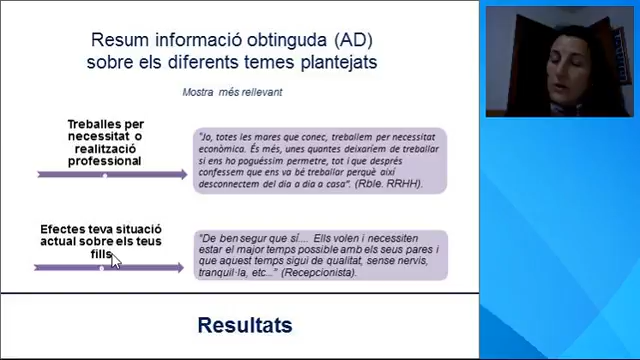 Resum informació obtinguda (AD)
sobre els diferents temes plantejats
Mostra més rellevant
Treballes per
necessitat o
realització
professional
"Jo, totes les mares que conec, treballem per necessitat
econòmica. És més, unes quantes deixaríem de treballar
si ens ho poguéssim permetre, tot i que després
confessem que ens va bé treballar perquè així
desconnectem del dia a dia a casa". (Rble. RRHH).
Efectes teva situació
actual sobre els teus
fills
"De ben segur que sí.... Ells volen i necessiten
estar el major temps possible amb els seus pares i
que aquest temps sigui de qualitat, sense nervis,
tranquil·la, etc..." (Recepcionista).
Resultats